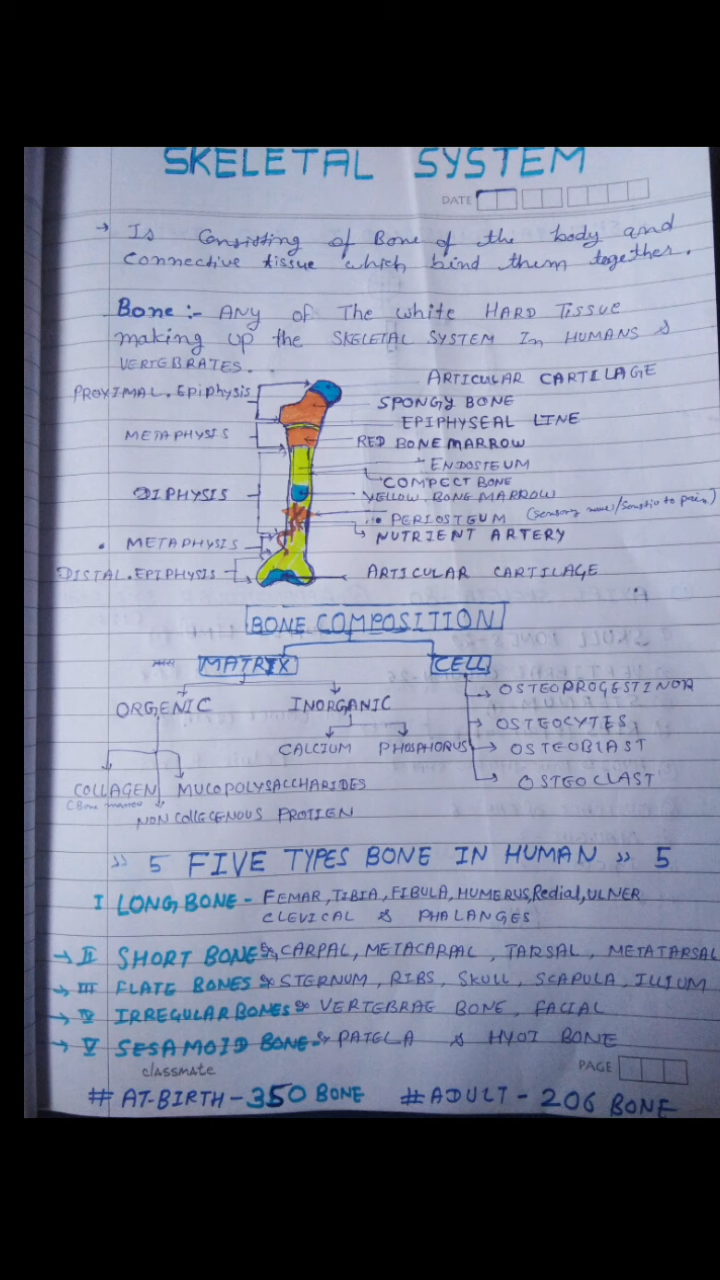 SKELETAL SYSTEM
DATE
→ Is Consisting of Bone of the body and
connective tissue which bind them together.
Bone :- ANY of The white HARD TISSUE
making up the SKELETAL SYSTEM In HUMANS &
VERTEBRATES.
ARTICULAR CARTILAGE
PROXIMAL.Epiphysis
SPONGY BONE
EPIPHYSEAL LINE
METAPHYSIS
RED BONE MARROW
ENDOSTEUM
COMPECT BONE
DIPHYSIS
YELLOW.BONE MARROW
PERIOSTEUM (sensory /  to pain)
NUTRIENT ARTERY
METAPHYSIS
DISTAL.EPIPHYSIS
ARTICULAR CARTILAGE
BONE COMPOSITION
MATRIX
CELL
ORGENIC
INORGANIC
OSTEOPROGESTINOR
OSTEOCYTES
CALCIUM
PHOSPHORUS
OSTEOBLAST
OSTEOCLAST
COLLAGEN MUCOPOLYSACCHARIDES
(Bone marrow
NON COLLEGENOUS PROTIEN
» 5 FIVE TYPES BONE IN HUMAN » 5
I LONG BONE - FEMAR, TIBIA, FIBULA, HUMERUS, Redial, ULNER
CLEVICAL & PHALANGES
→ II SHORT BONE CARPAL, METACARPAL, TARSAL, METATARSAL
→ III FLATE BONES STERNUM, RIBS, SKULL, SCAPULA, ILIUM
→ IV IRREGULAR BONES VERTEBRAE BONE, FACIAL
→ V SESAMOID BONE PATELA & HYOI BONE
classmate
PAGE
# AT-BIRTH - 350 BONE # ADULT - 206 BONE